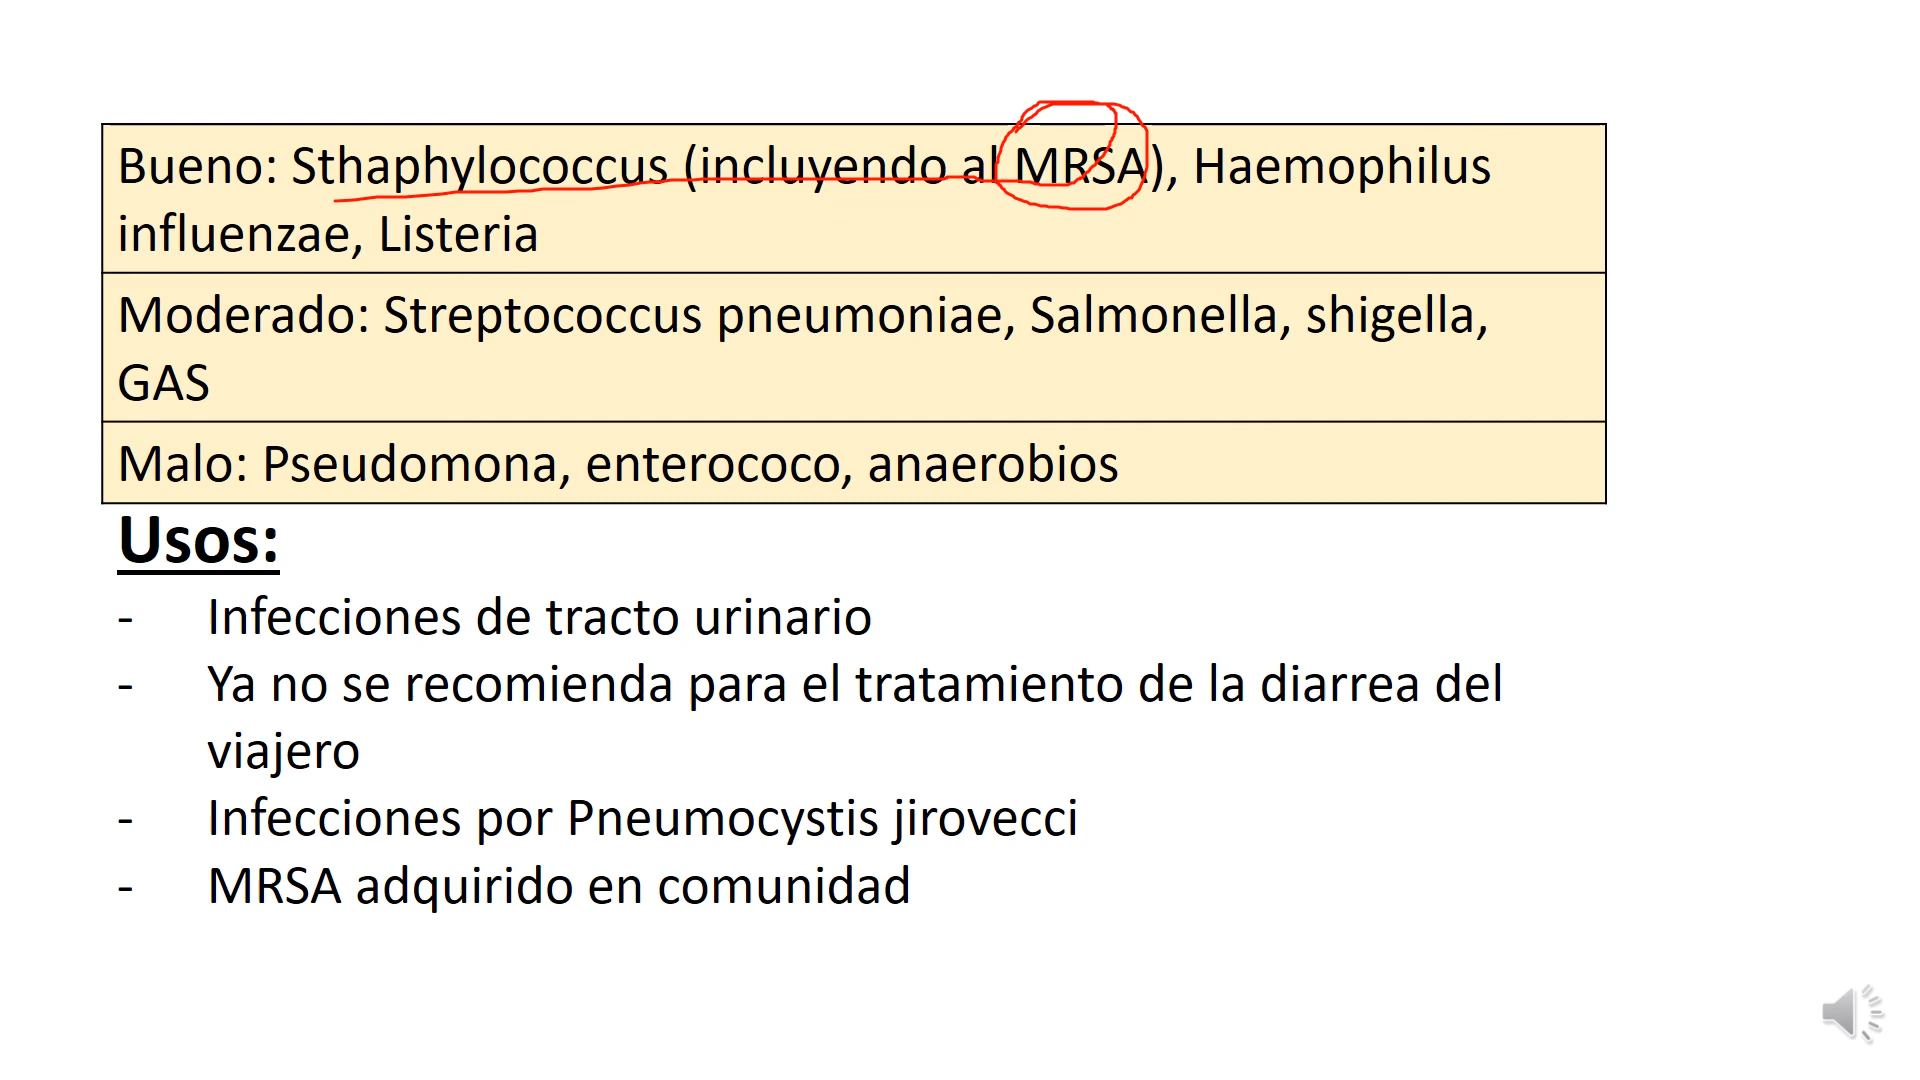 Bueno: Sthaphylococcus (incluyendo al MRSA), Haemophilus
influenzae, Listeria
Moderado: Streptococcus pneumoniae, Salmonella, shigella,
GAS
Malo: Pseudomona, enterococo, anaerobios
Usos:
- Infecciones de tracto urinario
- Ya no se recomienda para el tratamiento de la diarrea del
viajero
- Infecciones por Pneumocystis jirovecci
- MRSA adquirido en comunidad